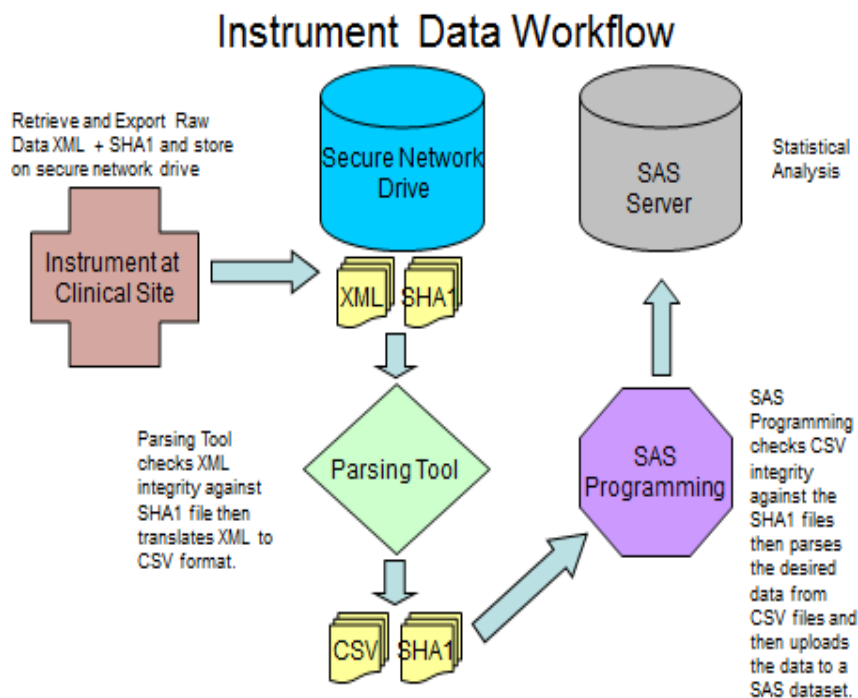 Instrument Data Workflow
Retrieve and Export Raw
Data XML + SHA1 and store
on secure network drive
Instrument at
Clinical Site
Secure Network
Drive
XML
SHA1
Parsing Tool
checks XML
integrity against
SHA1 file then
translates XML to
CSV format.
Parsing Tool
CSV
SHA1
SAS
Programming
SAS
Programming
checks CSV
integrity
against the
SHA1 files
then parses
the desired
data from
CSV files and
then uploads
the data to a
SAS dataset.
SAS
Server
Statistical
Analysis